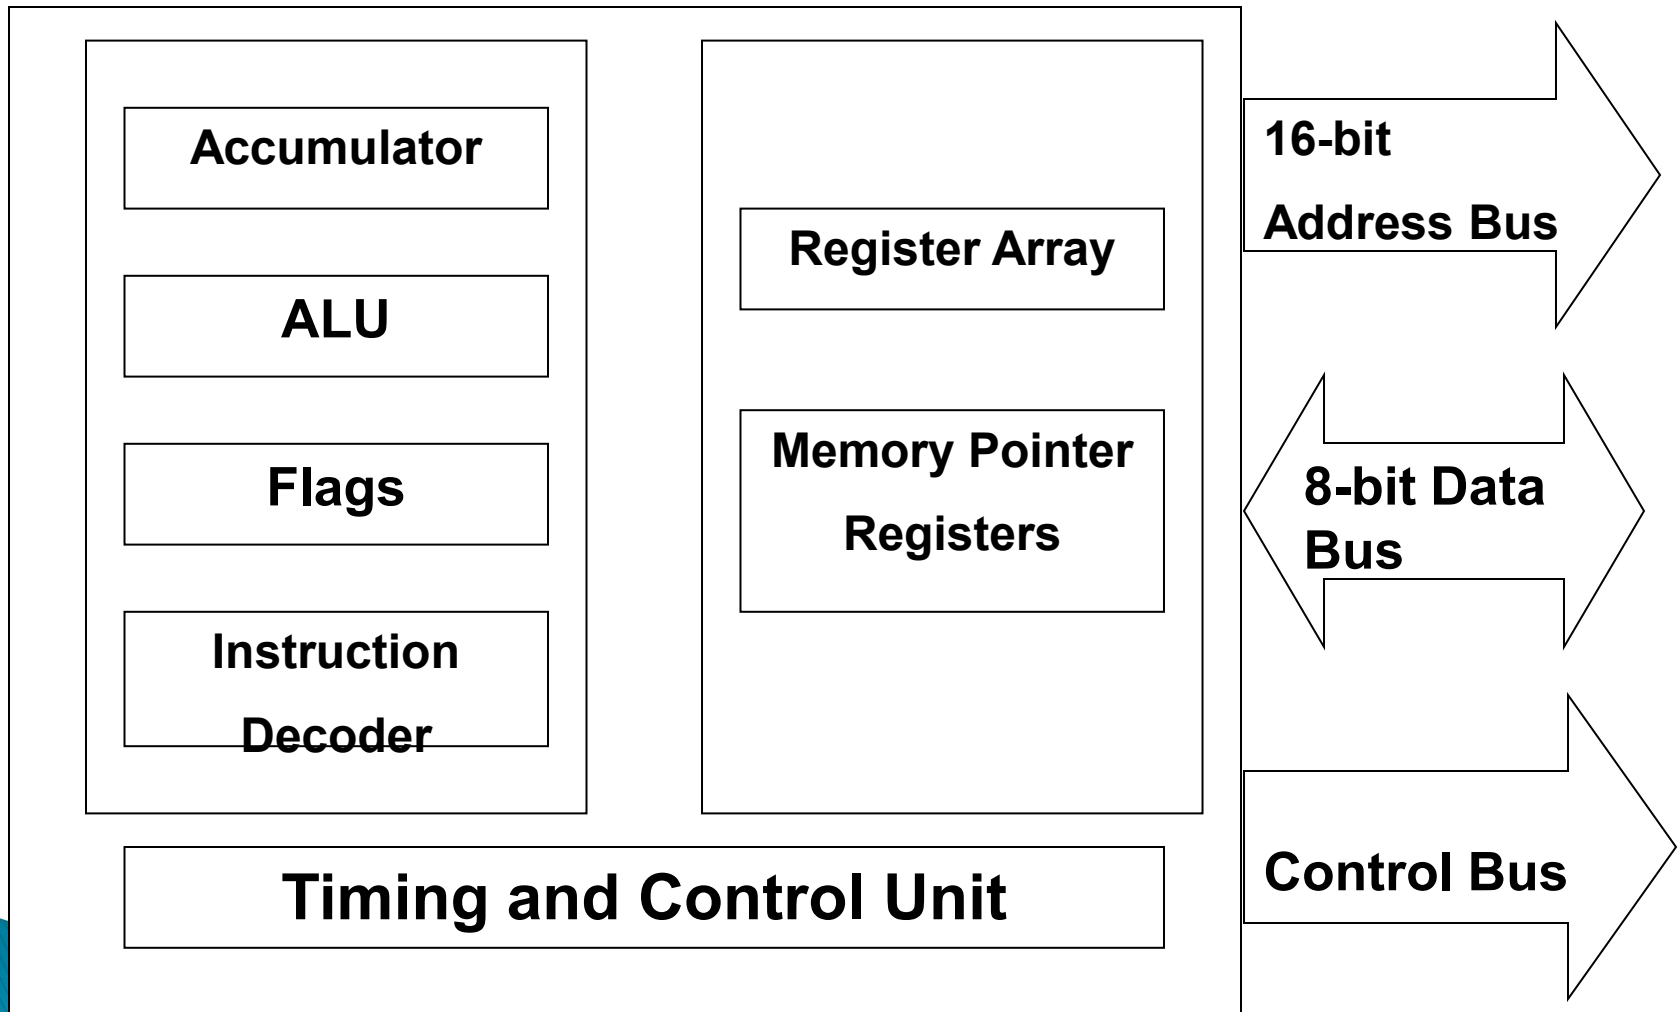 Accumulator
ALU
Flags
Instruction
Decoder
Register Array
Memory Pointer
Registers
Timing and Control Unit
16-bit
Address Bus
8-bit Data
Bus
Control Bus